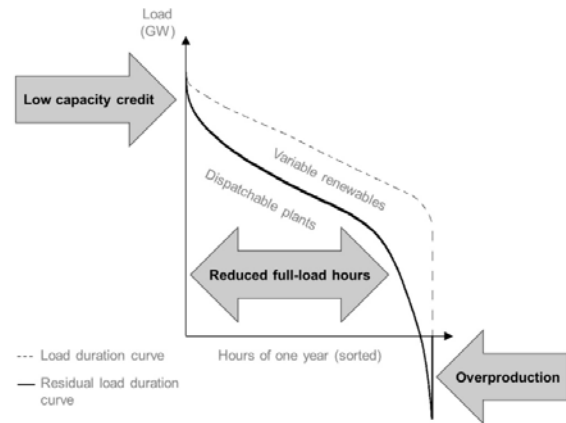 Load
(GW)
Low capacity credit
Variable renewables
Dispatchable plants
Reduced full-load hours
Hours of one year (sorted)
Overproduction
--- Load duration curve
— Residual load duration
curve